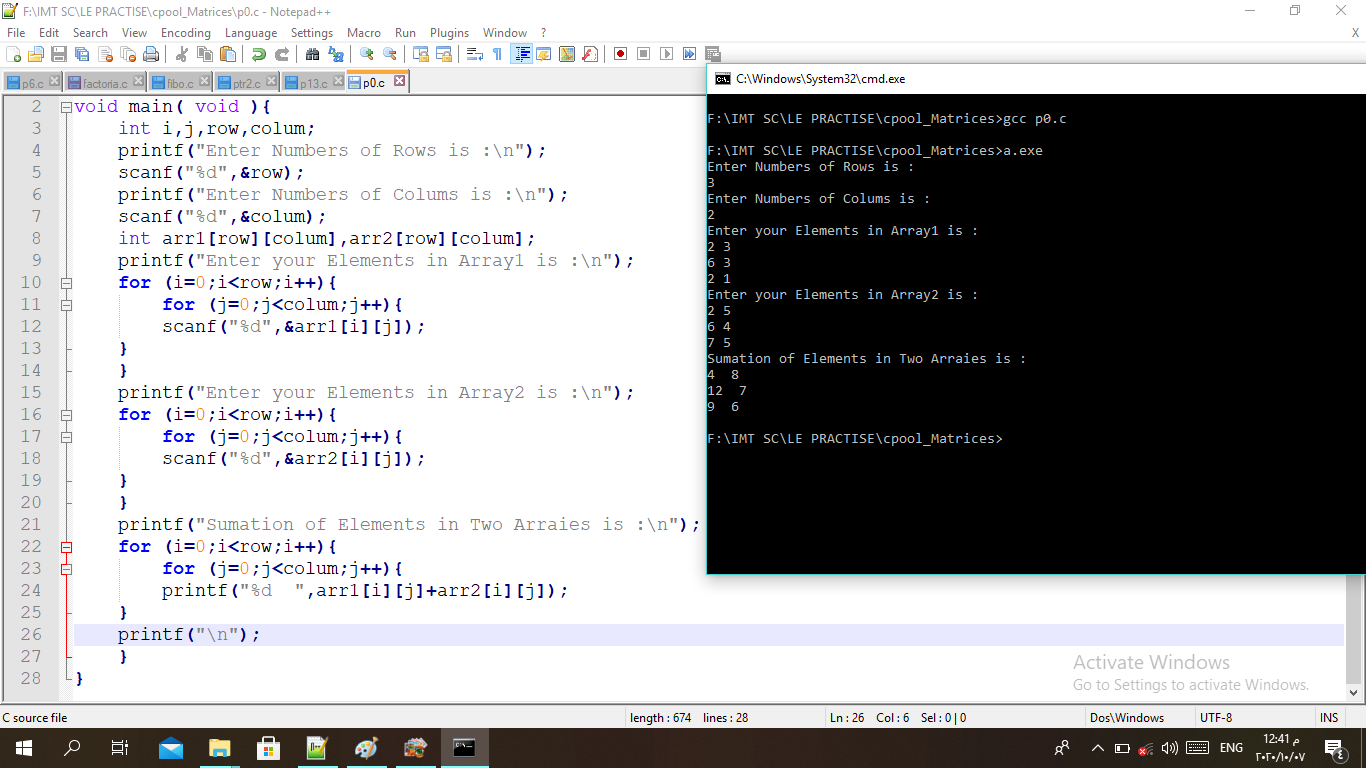 F:\IMT SC\LE PRACTISE\cpool_Matrices\p0.c - Notepad++
File Edit Search View Encoding Language Settings Macro Run Plugins Window ? X
p6.c factoria.c fibo.c ptr2.c p13.c p0.c
2 void main( void ){
3 int i,j,row,colum;
4 printf("Enter Numbers of Rows is :\n");
5 scanf("%d",&row);
6 printf("Enter Numbers of Colums is :\n");
7 scanf("%d",&colum);
8 int arr1[row][colum],arr2[row][colum];
9 printf("Enter your Elements in Array1 is :\n");
10 for (i=0;i<row;i++){
11 for (j=0;j<colum;j++){
12 scanf("%d",&arr1[i][j]);
13 }
14 }
15 printf("Enter your Elements in Array2 is :\n");
16 for (i=0;i<row;i++){
17 for (j=0;j<colum;j++){
18 scanf("%d",&arr2[i][j]);
19 }
20 }
21 printf("Sumation of Elements in Two Arraies is :\n");
22 for (i=0;i<row;i++){
23 for (j=0;j<colum;j++){
24 printf("%d  ",arr1[i][j]+arr2[i][j]);
25 }
26 printf("\n");
27 }
28 }
C:\Windows\System32\cmd.exe
F:\IMT SC\LE PRACTISE\cpool_Matrices>gcc p0.c
F:\IMT SC\LE PRACTISE\cpool_Matrices>a.exe
Enter Numbers of Rows is :
3
Enter Numbers of Colums is :
2
Enter your Elements in Array1 is :
2 3
6 3
2 1
Enter your Elements in Array2 is :
2 5
6 4
7 5
Sumation of Elements in Two Arraies is :
4  8
12  7
9  6
F:\IMT SC\LE PRACTISE\cpool_Matrices>
Activate Windows
Go to Settings to activate Windows.
C source file length : 674 lines : 28 Ln : 26 Col : 6 Sel : 0 | 0 Dos\Windows UTF-8 INS
ENG
12:41 م
٢٠٢٠/١٠/٠٧
٤